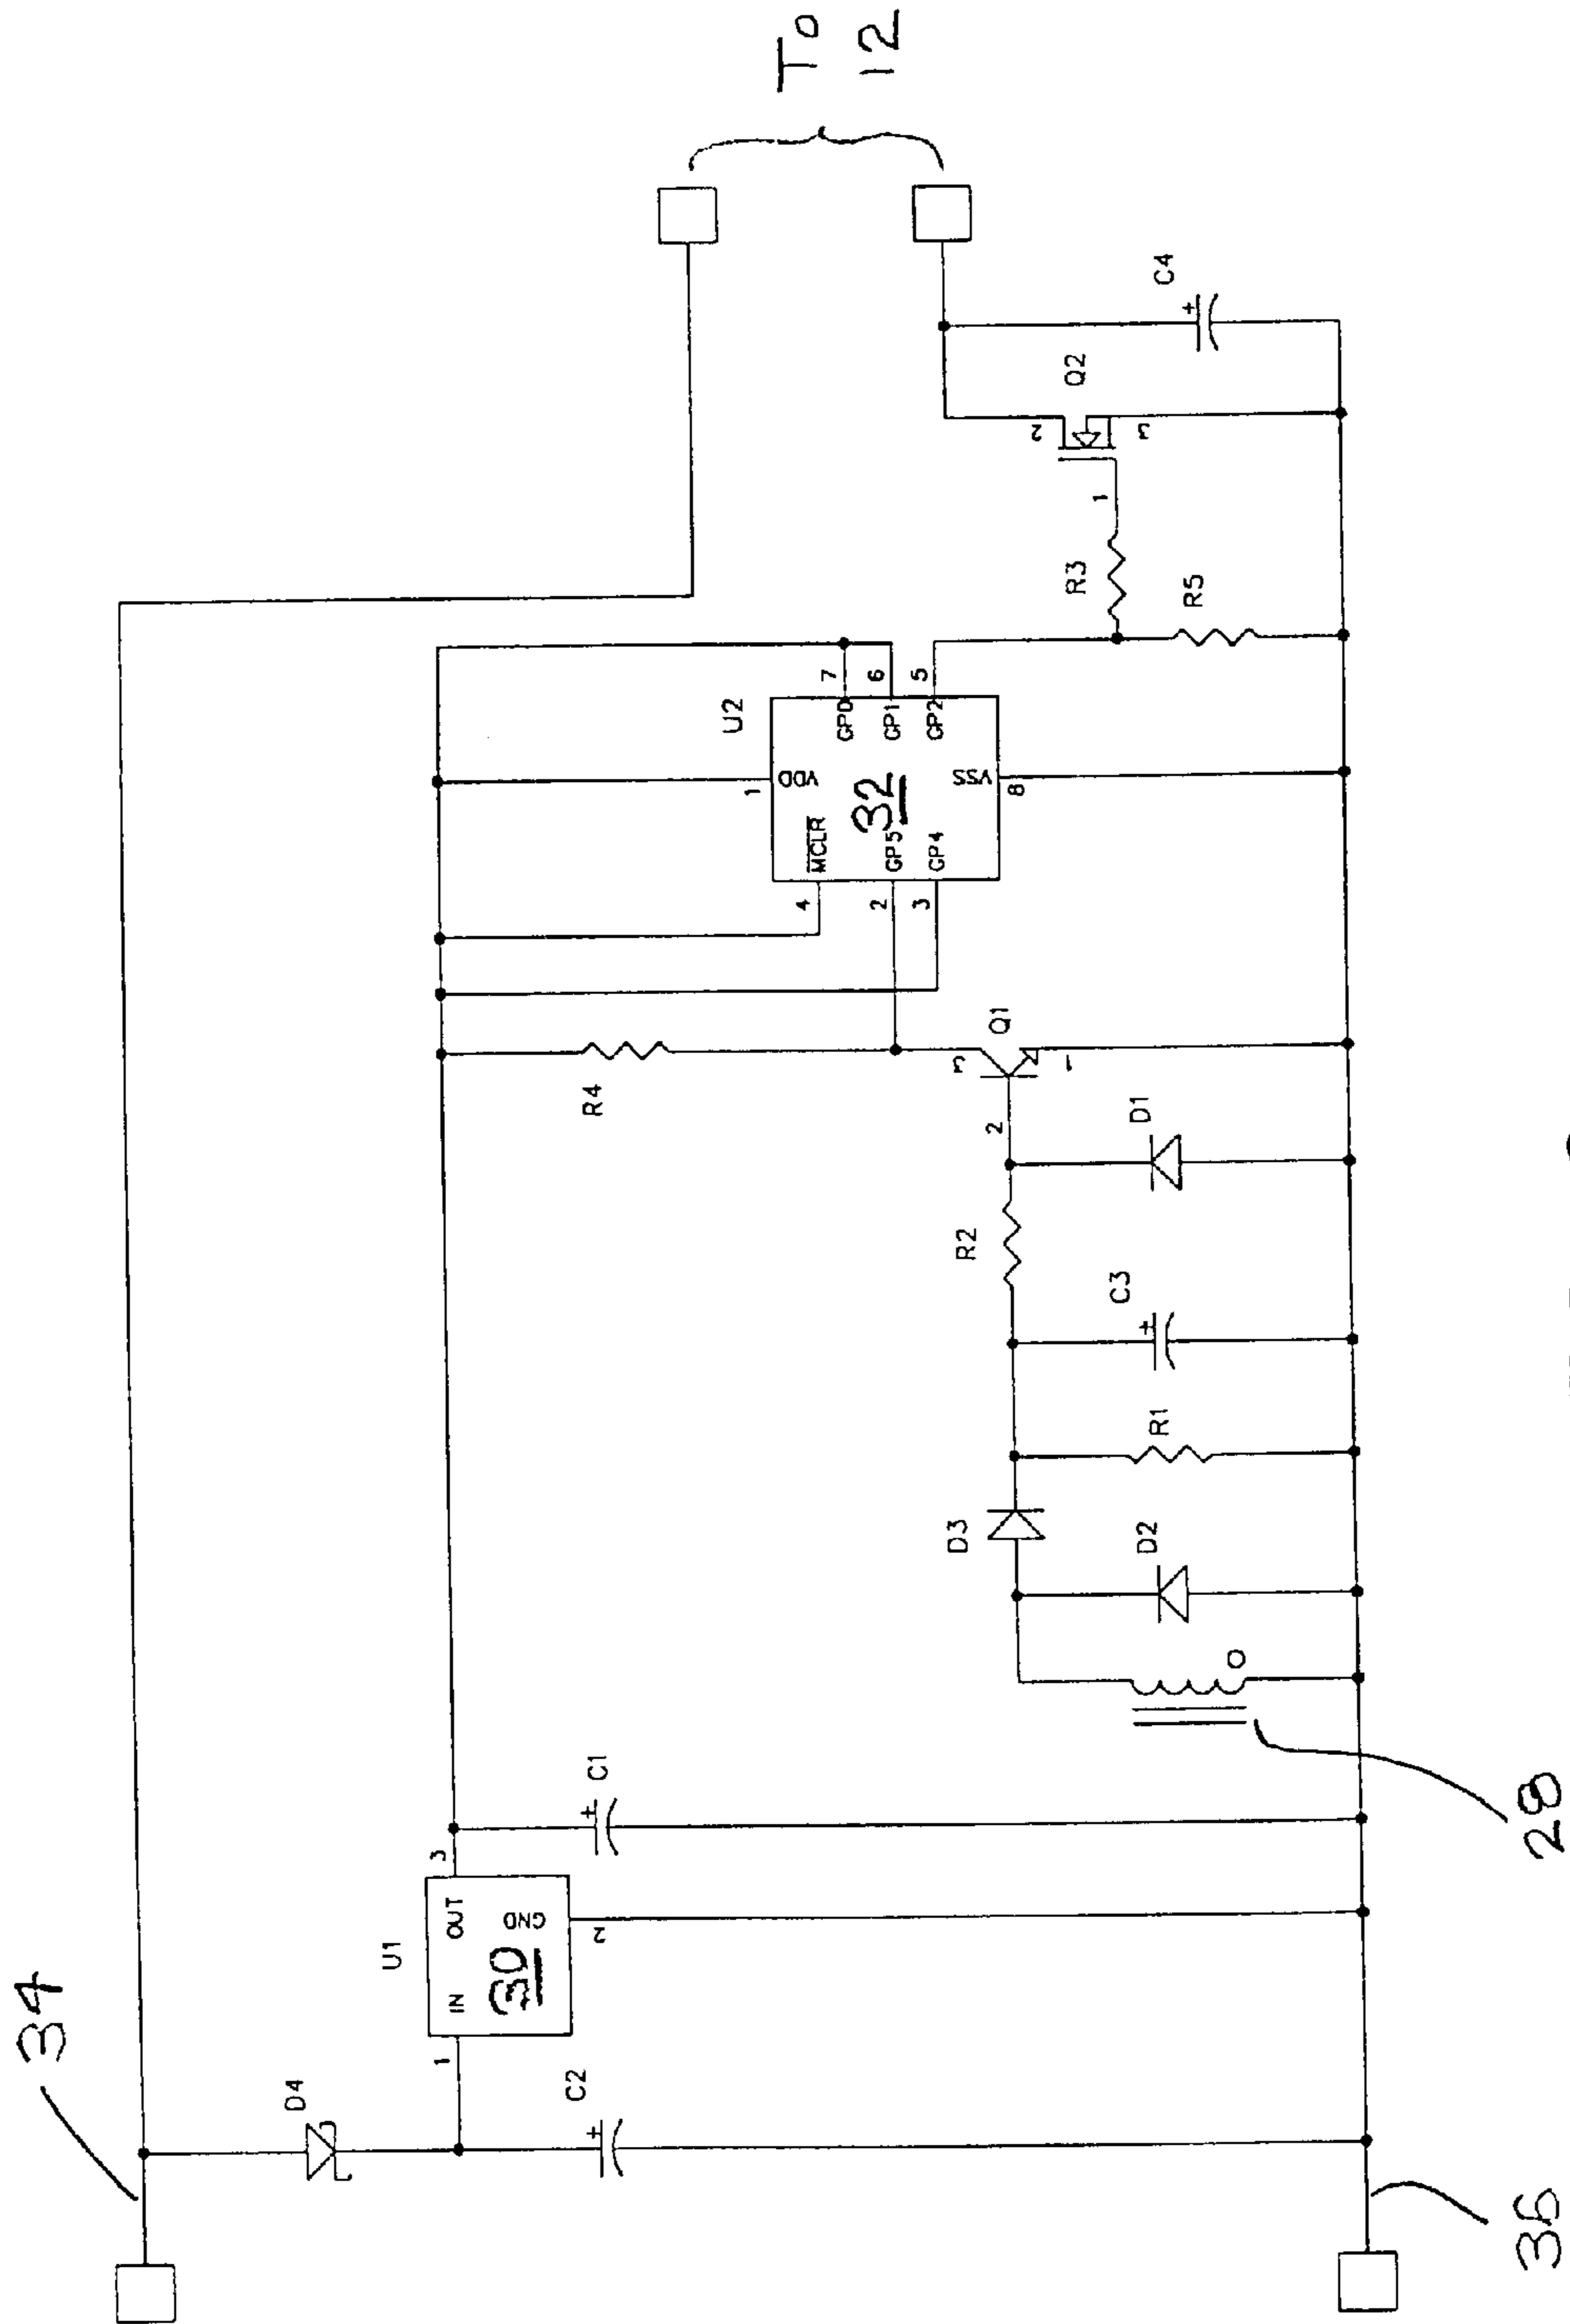 34
D4
U1
IN
OUT
GND
30
1
3
2
C2
C1
36
28
O
D3
D2
R1
C3
R2
D1
2
3
1
Q1
R4
U2
MCLR
VDD
GP0
GP1
GP2
GP5
GP4
VSS
32
4
2
3
1
7
6
5
8
R3
R5
1
2
3
Q2
C4
To
12